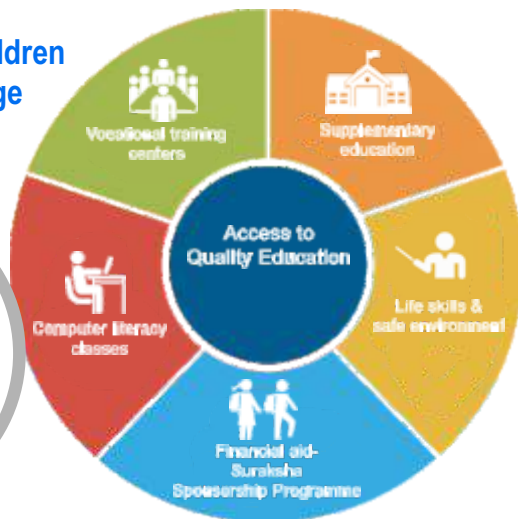 ldren
ge
Vocational training
centers
Supplementary
education
Access to
Quality Education
Computer literacy
classes
Life skills &
safe environment
Financial aid-
Suraksha
Sponsorship Programme